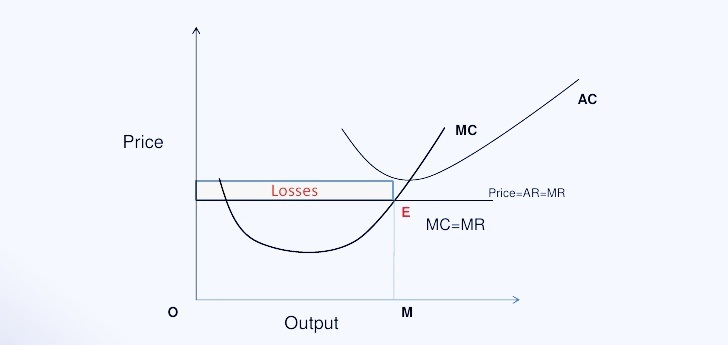 AC
MC
Price
Losses
Price=AR=MR
E
MC=MR
O
M
Output